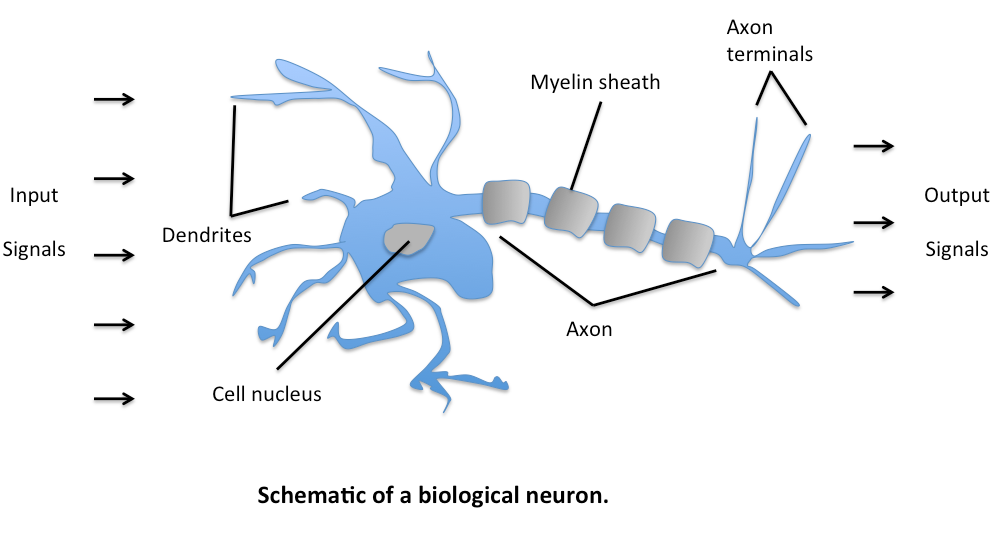 Axon
terminals
Myelin sheath
Input
Signals
Dendrites
Output
Signals
Axon
Cell nucleus
Schematic of a biological neuron.